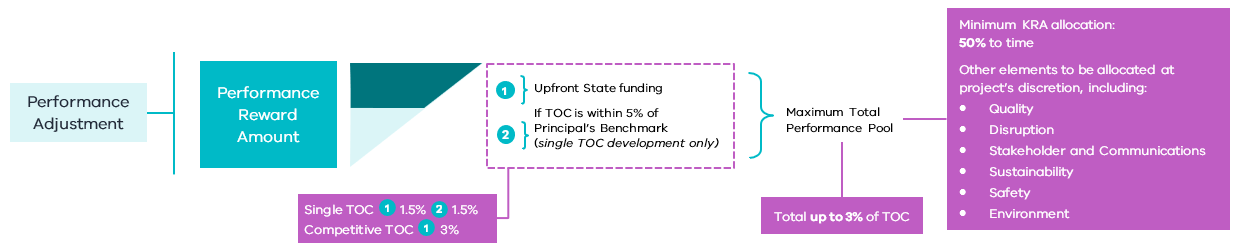 Performance
Adjustment
Performance
Reward
Amount
1 Upfront State funding
If TOC is within 5% of
2 Principal's Benchmark
(single TOC development only)
Single TOC 1 1.5% 2 1.5%
Competitive TOC 1 3%
Maximum Total
Performance Pool
Total up to 3% of TOC
Minimum KRA allocation:
50% to time
Other elements to be allocated at
project's discretion, including:
• Quality
• Disruption
• Stakeholder and Communications
• Sustainability
• Safety
• Environment